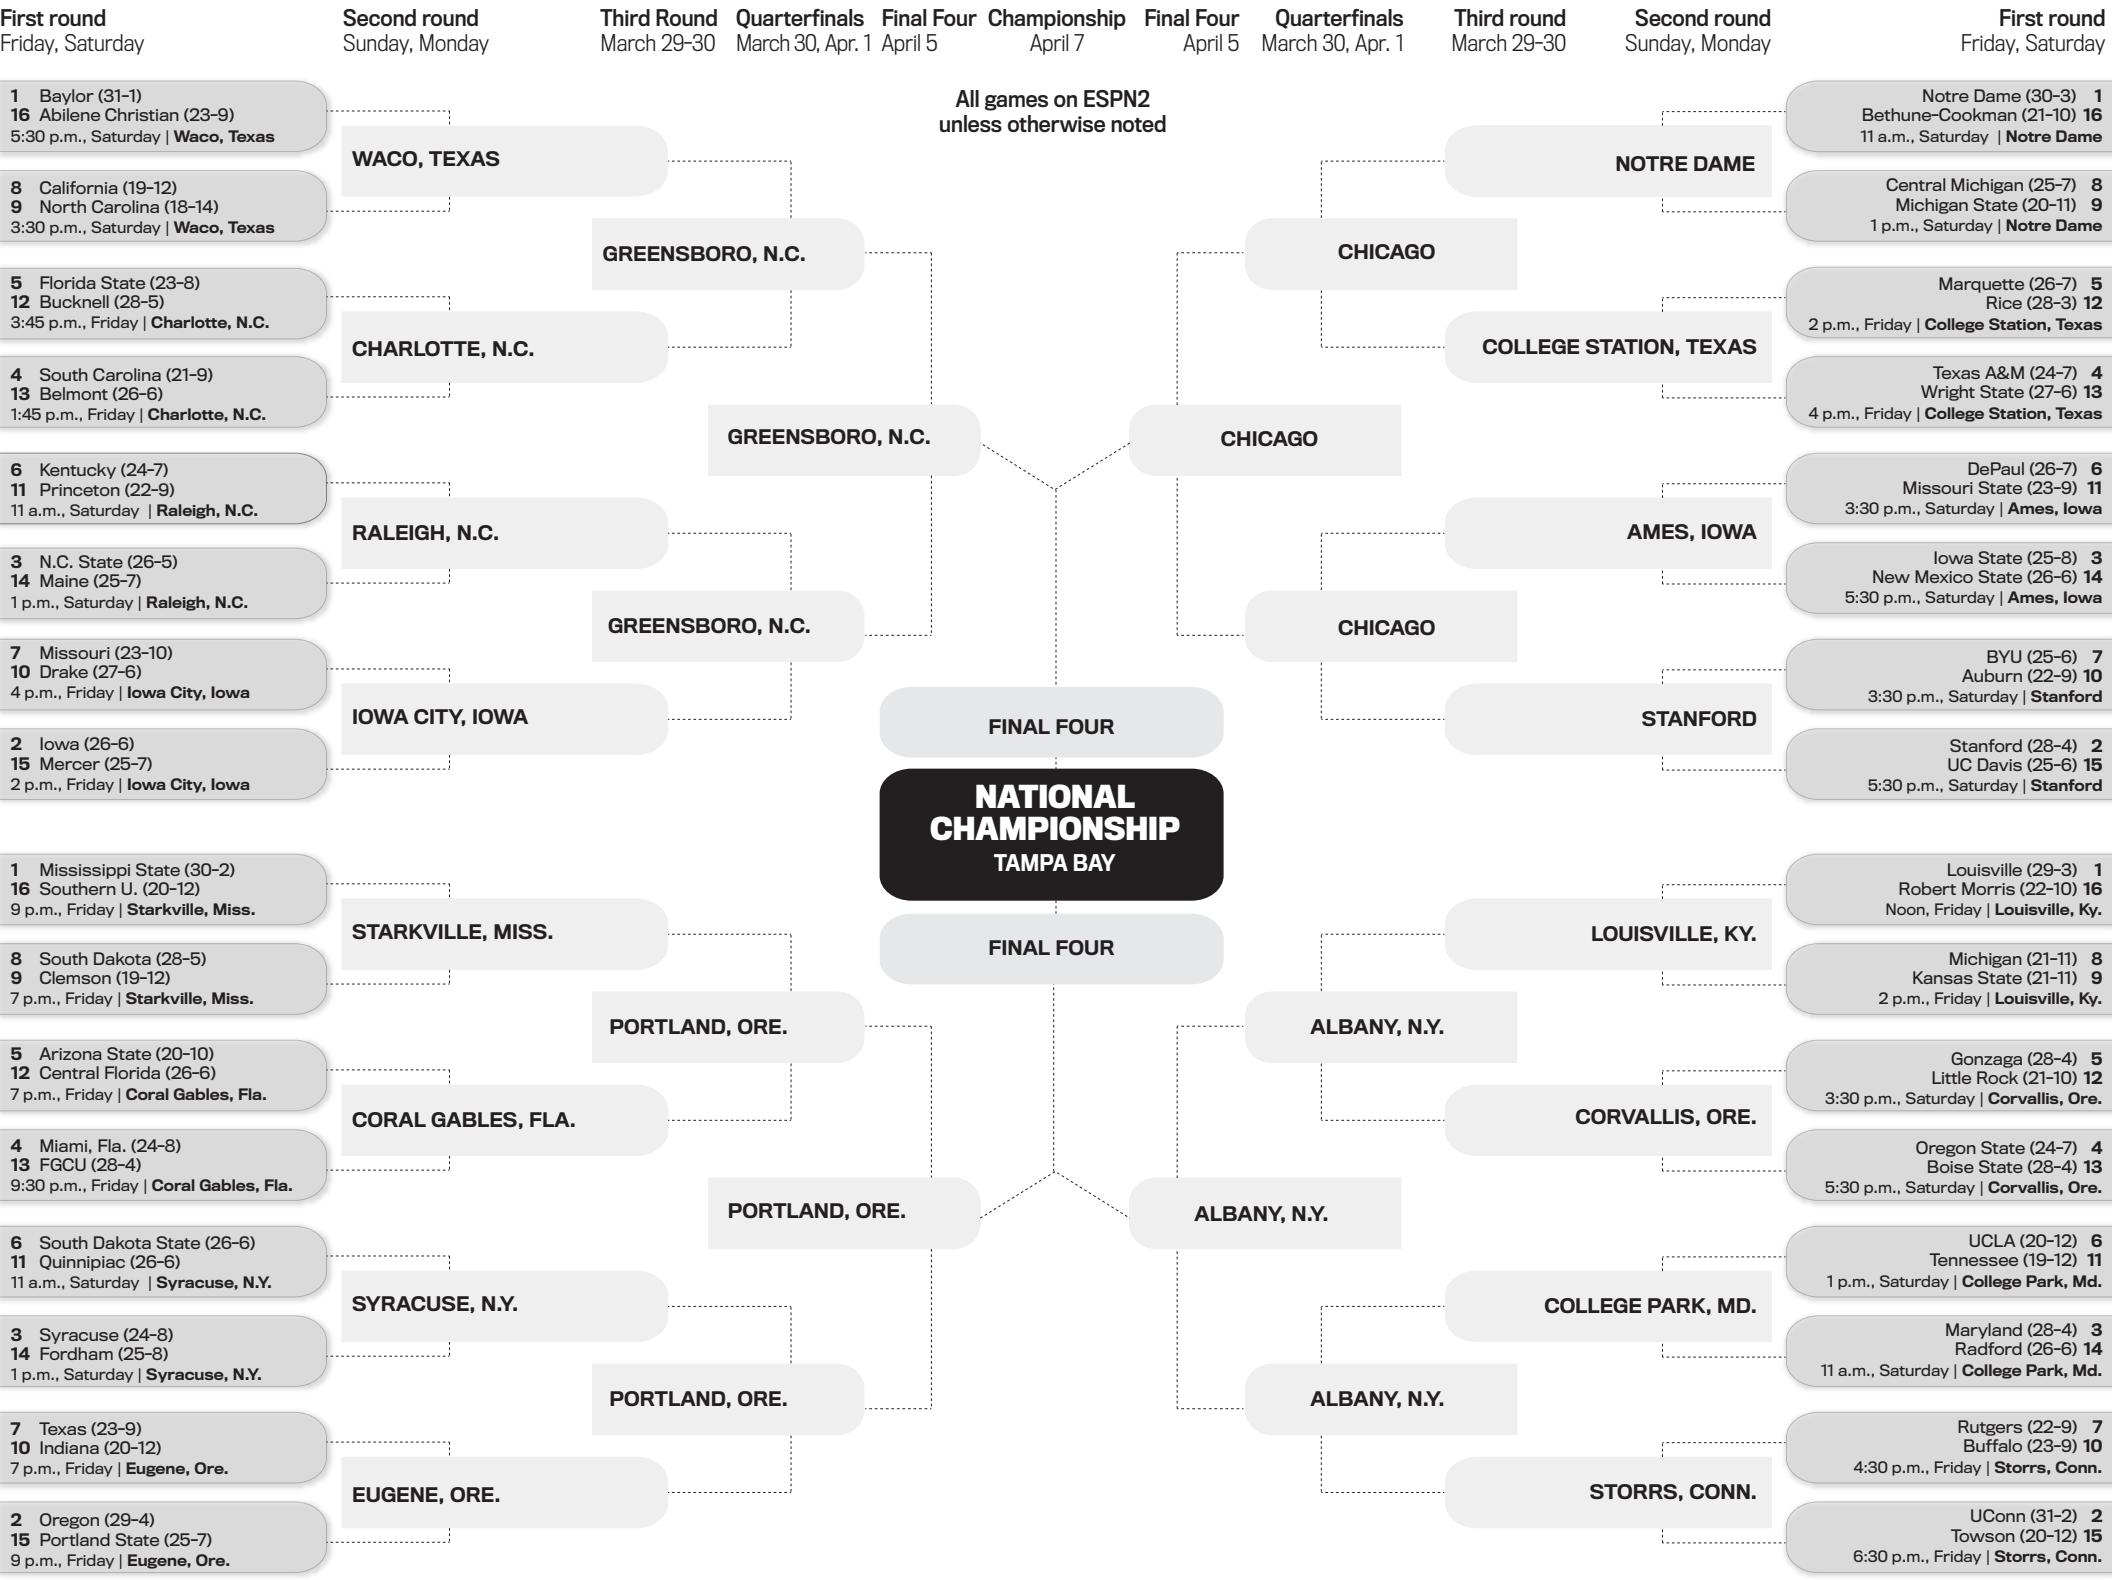 First round
Friday, Saturday
Second round
Sunday, Monday
Third Round
March 29-30
Quarterfinals
March 30, Apr. 1
Final Four
April 5
Championship
April 7
Final Four
April 5
Quarterfinals
March 30, Apr. 1
Third round
March 29-30
Second round
Sunday, Monday
First round
Friday, Saturday
All games on ESPN2
unless otherwise noted
1 Baylor (31-1)
16 Abilene Christian (23-9)
5:30 p.m., Saturday | Waco, Texas
8 California (19-12)
9 North Carolina (18-14)
3:30 p.m., Saturday | Waco, Texas
5 Florida State (23-8)
12 Bucknell (28-5)
3:45 p.m., Friday | Charlotte, N.C.
4 South Carolina (21-9)
13 Belmont (26-6)
1:45 p.m., Friday | Charlotte, N.C.
6 Kentucky (24-7)
11 Princeton (22-9)
11 a.m., Saturday | Raleigh, N.C.
3 N.C. State (26-5)
14 Maine (25-7)
1 p.m., Saturday | Raleigh, N.C.
7 Missouri (23-10)
10 Drake (27-6)
4 p.m., Friday | Iowa City, Iowa
2 Iowa (26-6)
15 Mercer (25-7)
2 p.m., Friday | Iowa City, Iowa
1 Mississippi State (30-2)
16 Southern U. (20-12)
9 p.m., Friday | Starkville, Miss.
8 South Dakota (28-5)
9 Clemson (19-12)
7 p.m., Friday | Starkville, Miss.
5 Arizona State (20-10)
12 Central Florida (26-6)
7 p.m., Friday | Coral Gables, Fla.
4 Miami, Fla. (24-8)
13 FGCU (28-4)
9:30 p.m., Friday | Coral Gables, Fla.
6 South Dakota State (26-6)
11 Quinnipiac (26-6)
11 a.m., Saturday | Syracuse, N.Y.
3 Syracuse (24-8)
14 Fordham (25-8)
1 p.m., Saturday | Syracuse, N.Y.
7 Texas (23-9)
10 Indiana (20-12)
7 p.m., Friday | Eugene, Ore.
2 Oregon (29-4)
15 Portland State (25-7)
9 p.m., Friday | Eugene, Ore.
WACO, TEXAS
CHARLOTTE, N.C.
RALEIGH, N.C.
IOWA CITY, IOWA
STARKVILLE, MISS.
CORAL GABLES, FLA.
SYRACUSE, N.Y.
EUGENE, ORE.
GREENSBORO, N.C.
GREENSBORO, N.C.
PORTLAND, ORE.
PORTLAND, ORE.
GREENSBORO, N.C.
PORTLAND, ORE.
FINAL FOUR
NATIONAL
CHAMPIONSHIP
TAMPA BAY
FINAL FOUR
CHICAGO
ALBANY, N.Y.
CHICAGO
CHICAGO
ALBANY, N.Y.
ALBANY, N.Y.
NOTRE DAME
COLLEGE STATION, TEXAS
AMES, IOWA
STANFORD
LOUISVILLE, KY.
CORVALLIS, ORE.
COLLEGE PARK, MD.
STORRS, CONN.
Notre Dame (30-3) 1
Bethune-Cookman (21-10) 16
11 a.m., Saturday | Notre Dame
Central Michigan (25-7) 8
Michigan State (20-11) 9
1 p.m., Saturday | Notre Dame
Marquette (26-7) 5
Rice (28-3) 12
2 p.m., Friday | College Station, Texas
Texas A&M (24-7) 4
Wright State (27-6) 13
4 p.m., Friday | College Station, Texas
DePaul (26-7) 6
Missouri State (23-9) 11
3:30 p.m., Saturday | Ames, Iowa
Iowa State (25-8) 3
New Mexico State (26-6) 14
5:30 p.m., Saturday | Ames, Iowa
BYU (25-6) 7
Auburn (22-9) 10
3:30 p.m., Saturday | Stanford
Stanford (28-4) 2
UC Davis (25-6) 15
5:30 p.m., Saturday | Stanford
Louisville (29-3) 1
Robert Morris (22-10) 16
Noon, Friday | Louisville, Ky.
Michigan (21-11) 8
Kansas State (21-11) 9
2 p.m., Friday | Louisville, Ky.
Gonzaga (28-4) 5
Little Rock (21-10) 12
3:30 p.m., Saturday | Corvallis, Ore.
Oregon State (24-7) 4
Boise State (28-4) 13
5:30 p.m., Saturday | Corvallis, Ore.
UCLA (20-12) 6
Tennessee (19-12) 11
1 p.m., Saturday | College Park, Md.
Maryland (28-4) 3
Radford (26-6) 14
11 a.m., Saturday | College Park, Md.
Rutgers (22-9) 7
Buffalo (23-9) 10
4:30 p.m., Friday | Storrs, Conn.
UConn (31-2) 2
Towson (20-12) 15
6:30 p.m., Friday | Storrs, Conn.